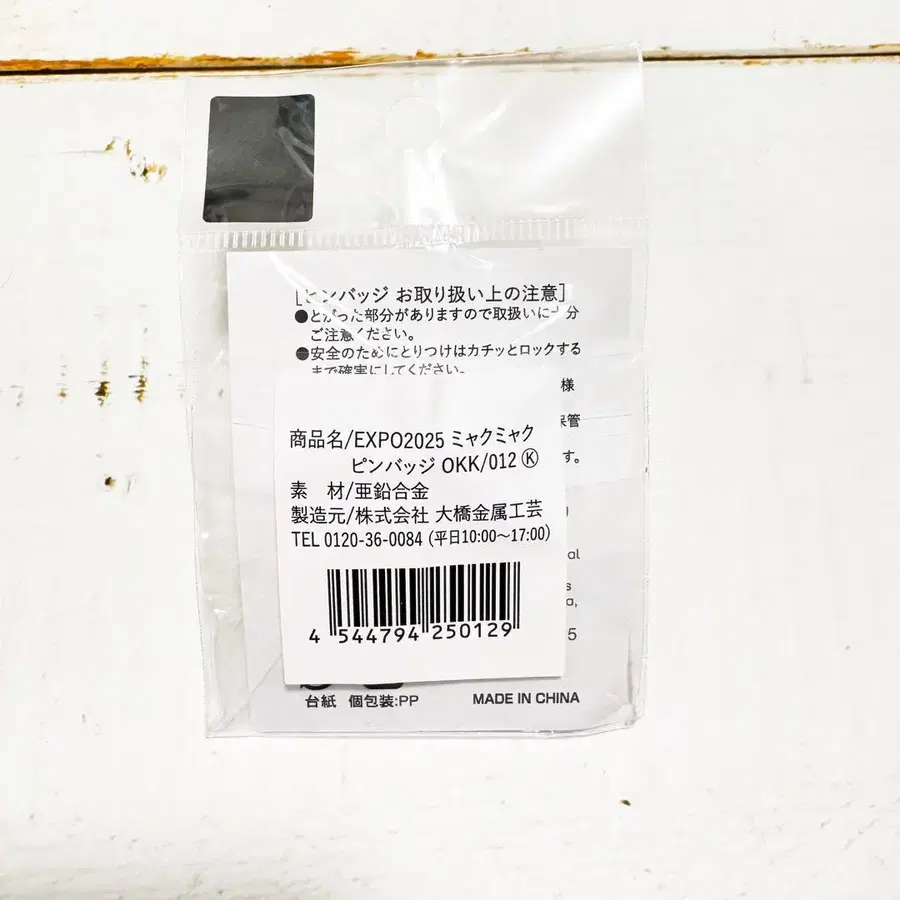 [ピンバッジ お取り扱い上の注意]
●とがった部分がありますので取扱いに十分
ご注意ください。
●安全のためにとりつけはカチッとロックする
まで確実にしてください。
様
保管
す。
商品名/EXPO2025 ミャクミャク
ピンバッジ OKK/012 Ⓚ
素 材/亜鉛合金
製造元/株式会社 大橋金属工芸
TEL 0120-36-0084 (平日10:00〜17:00)
al
s
a,
5
4 544794 250129
台紙 個包装:PP MADE IN CHINA